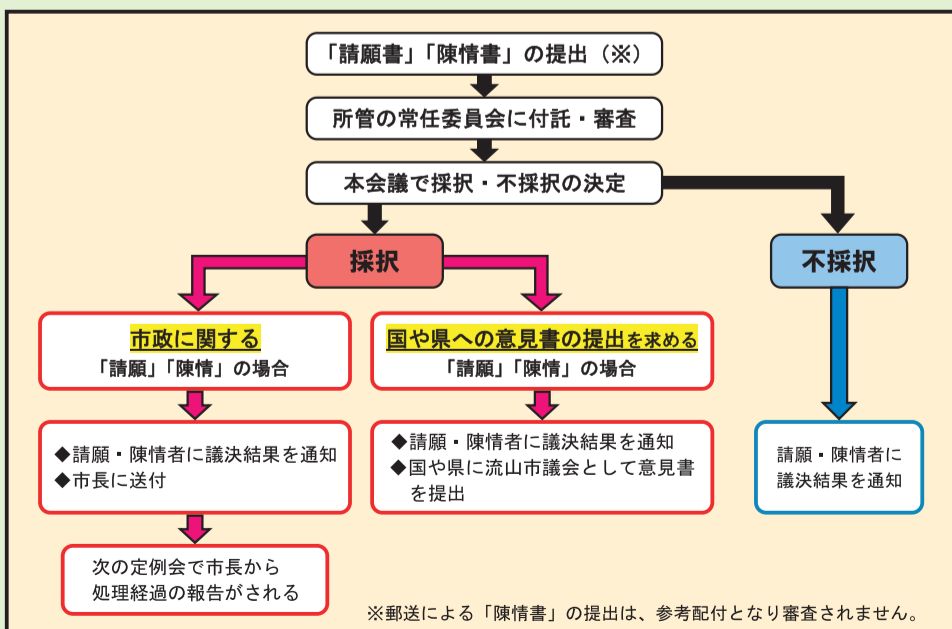 「請願書」「陳情書」の提出（※）
所管の常任委員会に付託・審査
本会議で採択・不採択の決定
採択
不採択
市政に関する
「請願」「陳情」の場合
国や県への意見書の提出を求める
「請願」「陳情」の場合
◆請願・陳情者に議決結果を通知
◆市長に送付
◆請願・陳情者に議決結果を通知
◆国や県に流山市議会として意見書
を提出
請願・陳情者に
議決結果を通知
次の定例会で市長から
処理経過の報告がされる
※郵送による「陳情書」の提出は、参考配付となり審査されません。